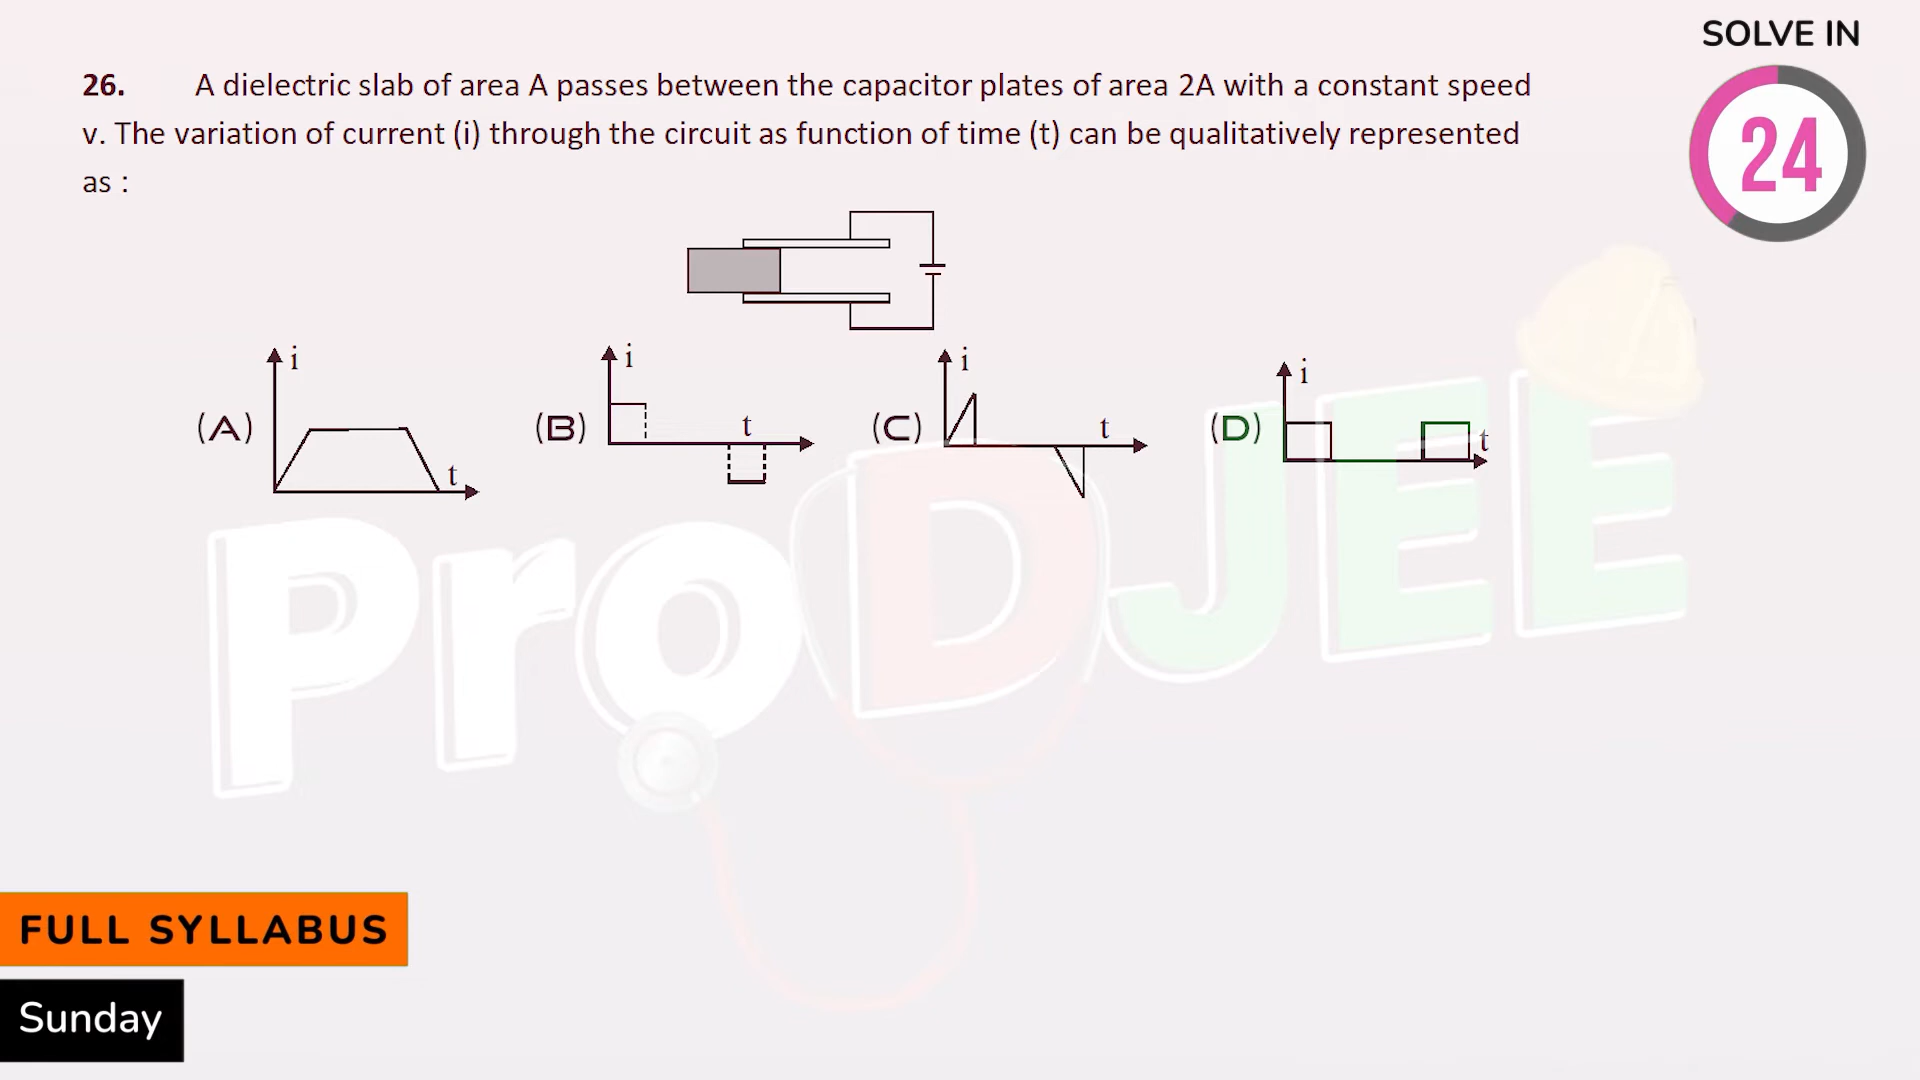 SOLVE IN
24
26. A dielectric slab of area A passes between the capacitor plates of area 2A with a constant speed
v. The variation of current (i) through the circuit as function of time (t) can be qualitatively represented
as :
(A) i t
(B) i t
(C) i t
(D) i t
ProDJEE
FULL SYLLABUS
Sunday